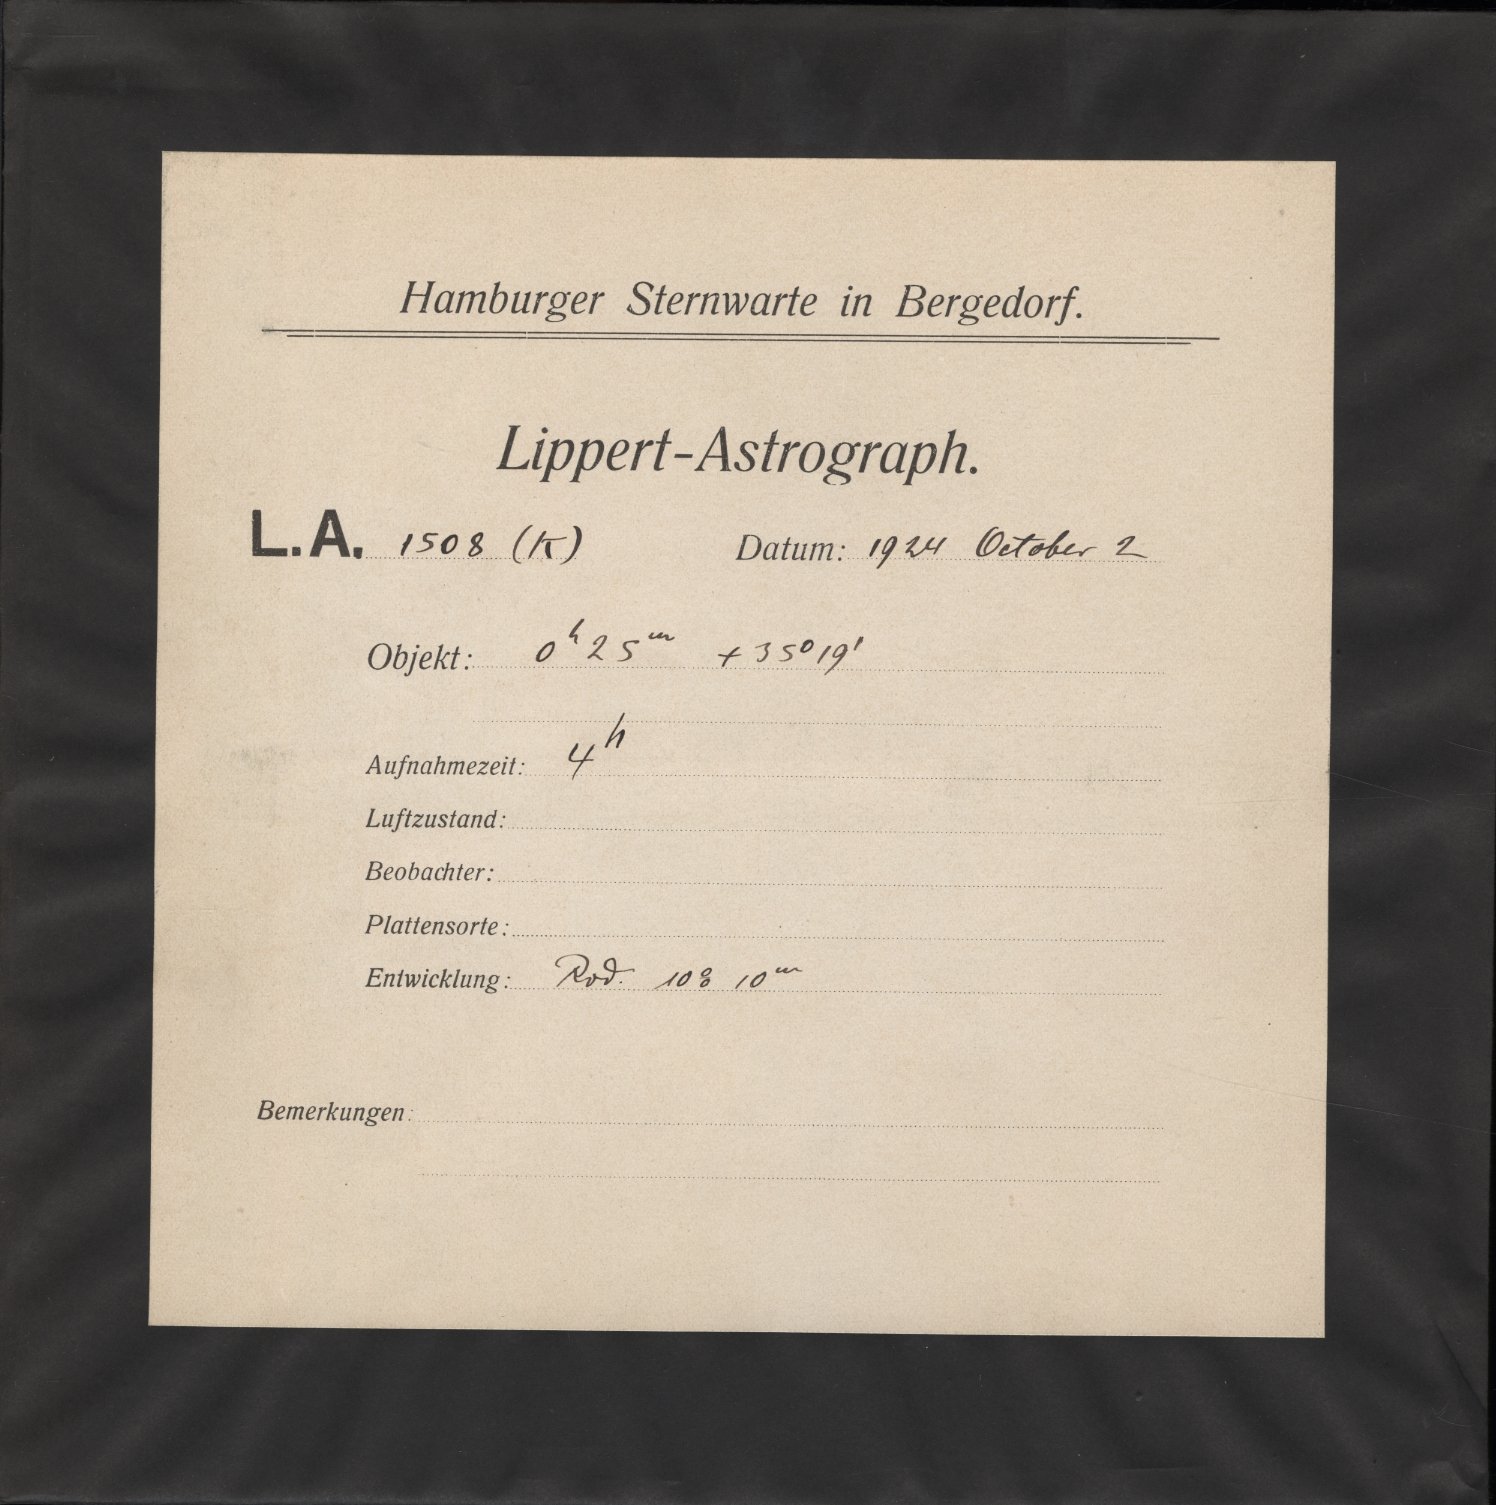 Hamburger Sternwarte in Bergedorf.
Lippert-Astrograph.
L.A. 1508 (K) Datum: 1924 October 2
Objekt: 0ʰ 25ᵐ + 35°19'
Aufnahmezeit: 4ʰ
Luftzustand:
Beobachter:
Plattensorte:
Entwicklung: Rod. 10% 10ᵐ
Bemerkungen: